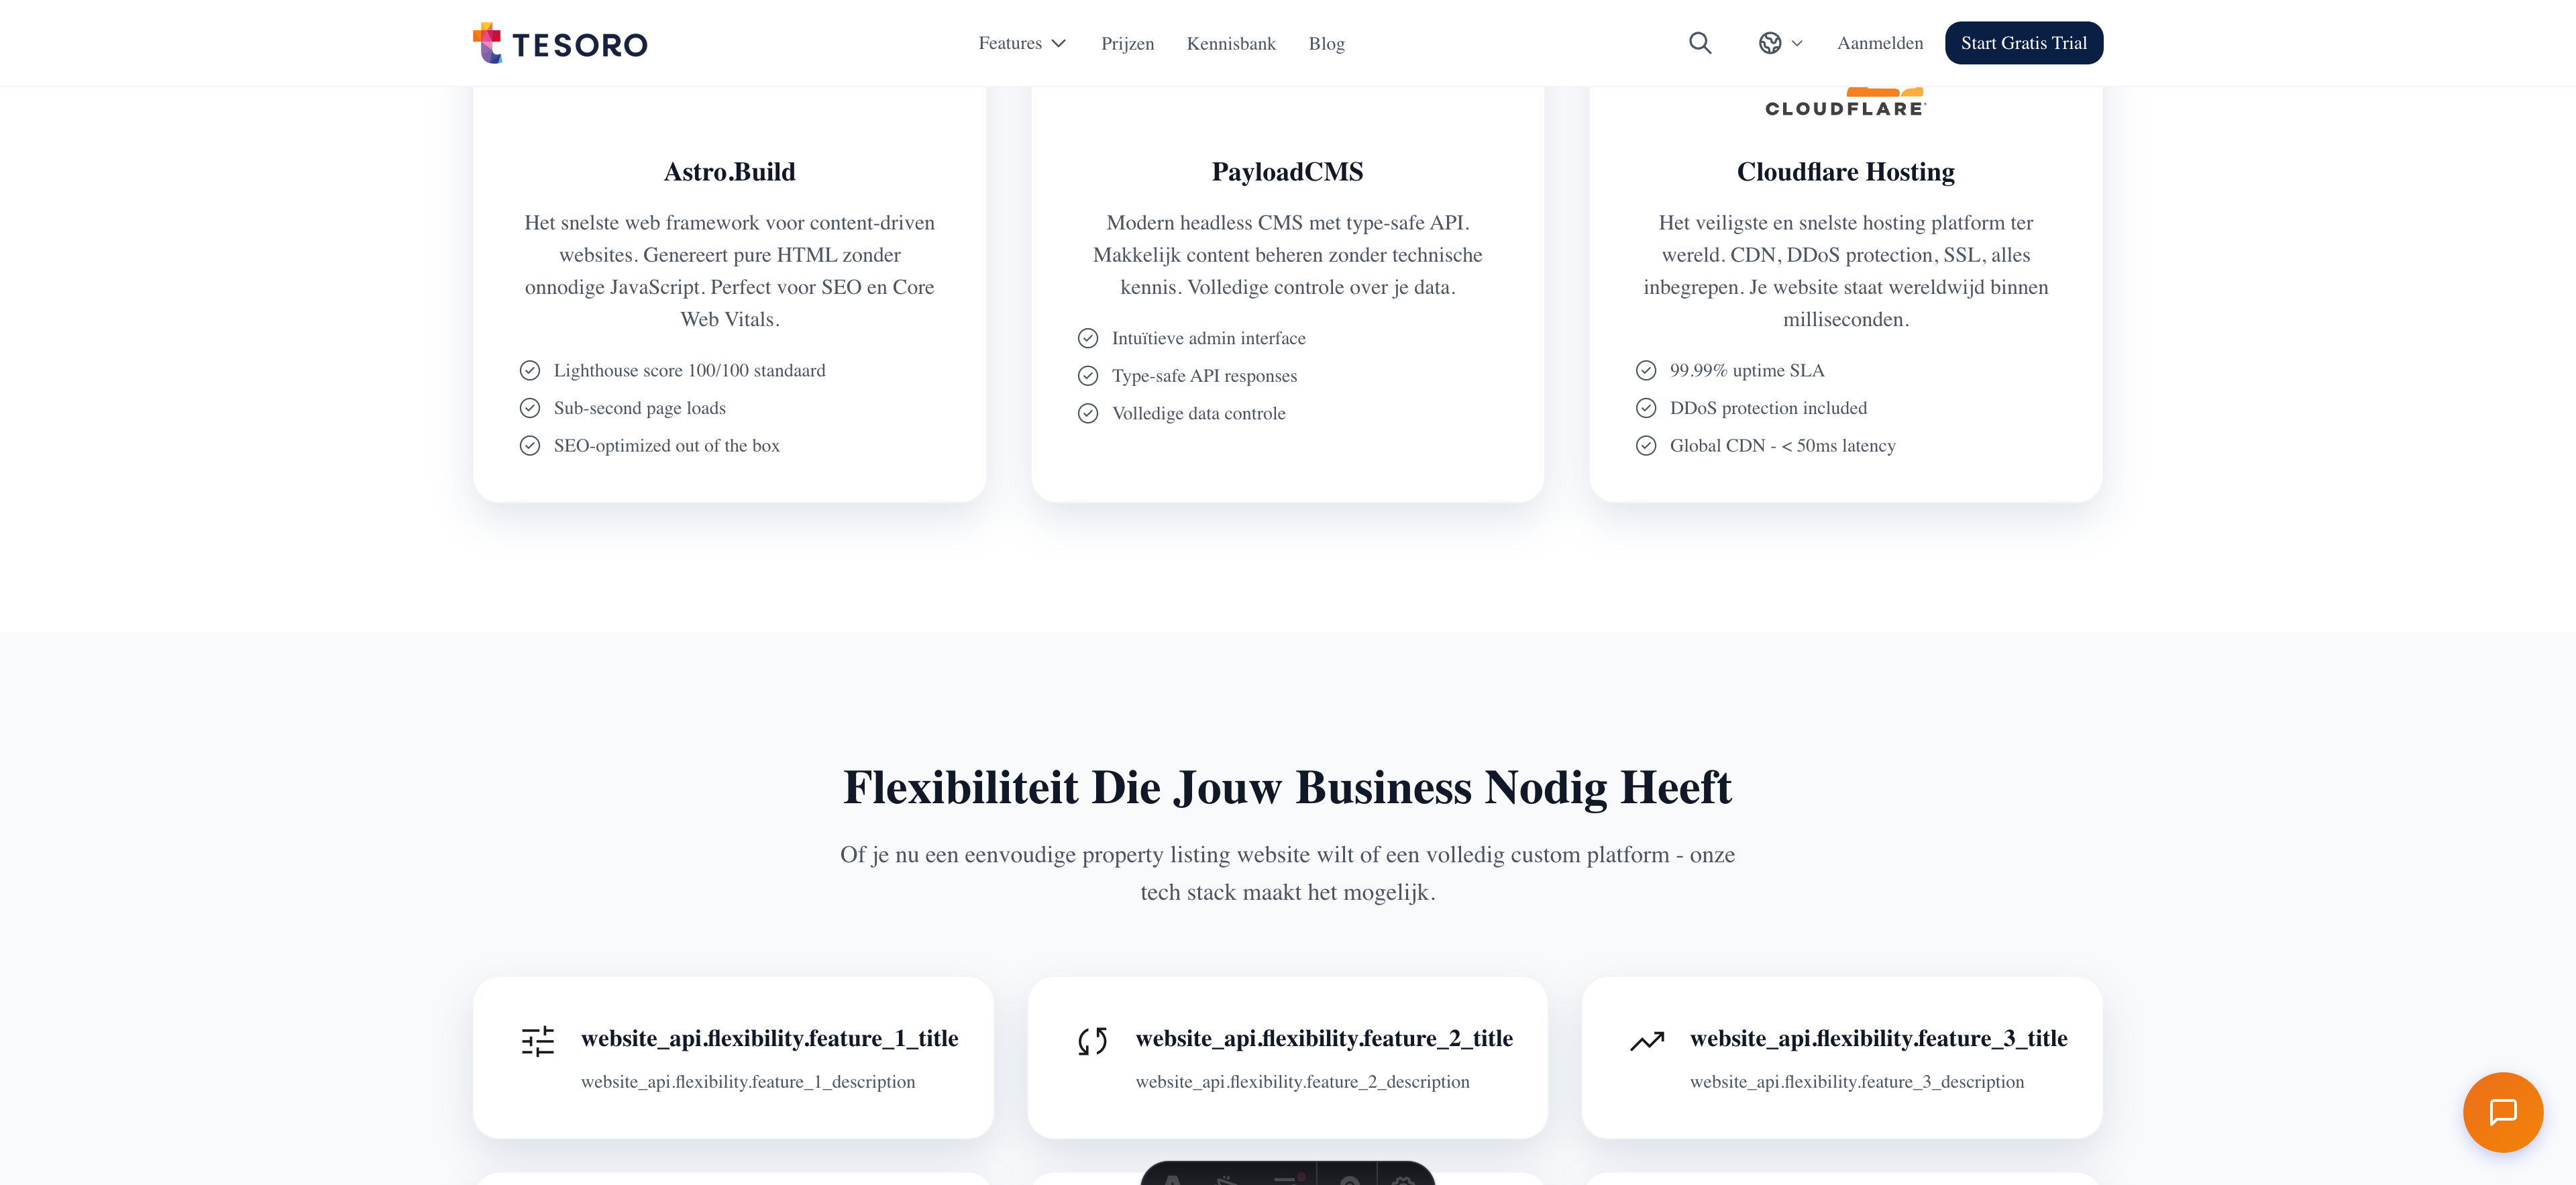 TESORO
Features
Prijzen
Kennisbank
Blog
Aanmelden
Start Gratis Trial
CLOUDFLARE
Astro.Build
Het snelste web framework voor content-driven
websites. Genereert pure HTML zonder
onnodige JavaScript. Perfect voor SEO en Core
Web Vitals.
Lighthouse score 100/100 standaard
Sub-second page loads
SEO-optimized out of the box
PayloadCMS
Modern headless CMS met type-safe API.
Makkelijk content beheren zonder technische
kennis. Volledige controle over je data.
Intuïtieve admin interface
Type-safe API responses
Volledige data controle
Cloudflare Hosting
Het veiligste en snelste hosting platform ter
wereld. CDN, DDoS protection, SSL, alles
inbegrepen. Je website staat wereldwijd binnen
milliseconden.
99.99% uptime SLA
DDoS protection included
Global CDN - < 50ms latency
Flexibiliteit Die Jouw Business Nodig Heeft
Of je nu een eenvoudige property listing website wilt of een volledig custom platform - onze
tech stack maakt het mogelijk.
website_api.flexibility.feature_1_title
website_api.flexibility.feature_1_description
website_api.flexibility.feature_2_title
website_api.flexibility.feature_2_description
website_api.flexibility.feature_3_title
website_api.flexibility.feature_3_description